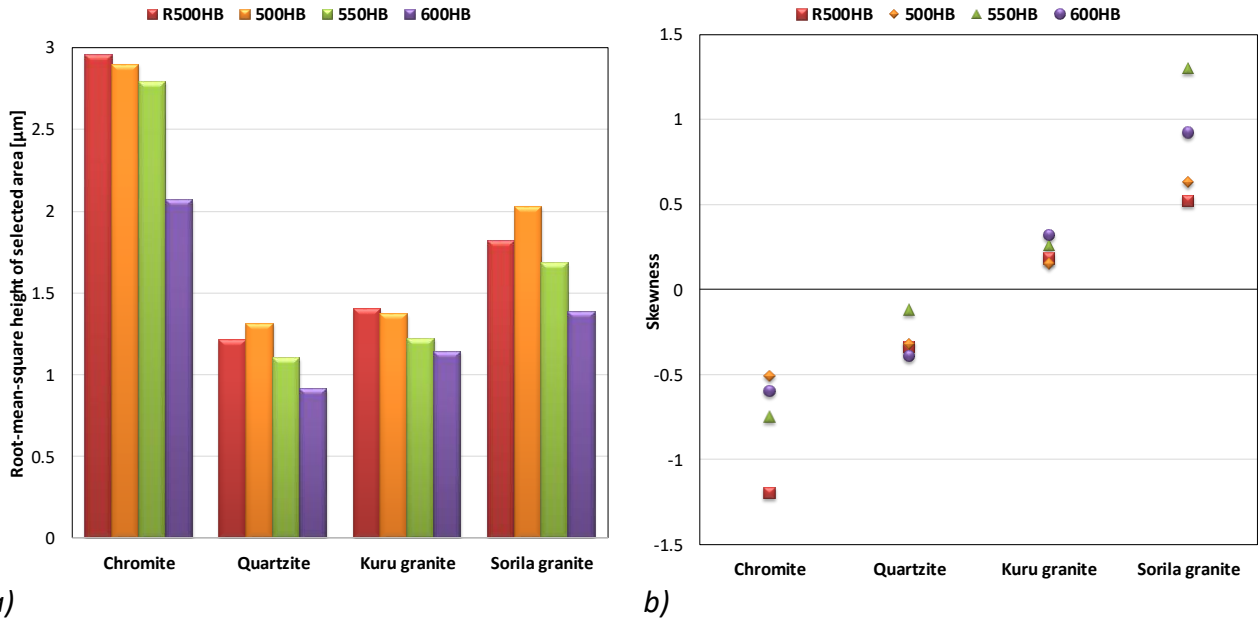 R500HB 500HB 550HB 600HB
Root-mean-square height of selected area [µm]
3
2.5
2
1.5
1
0.5
0
Chromite Quartzite Kuru granite Sorila granite
a)
R500HB 500HB 550HB 600HB
Skewness
1.5
1
0.5
0
-0.5
-1
-1.5
Chromite Quartzite Kuru granite Sorila granite
b)